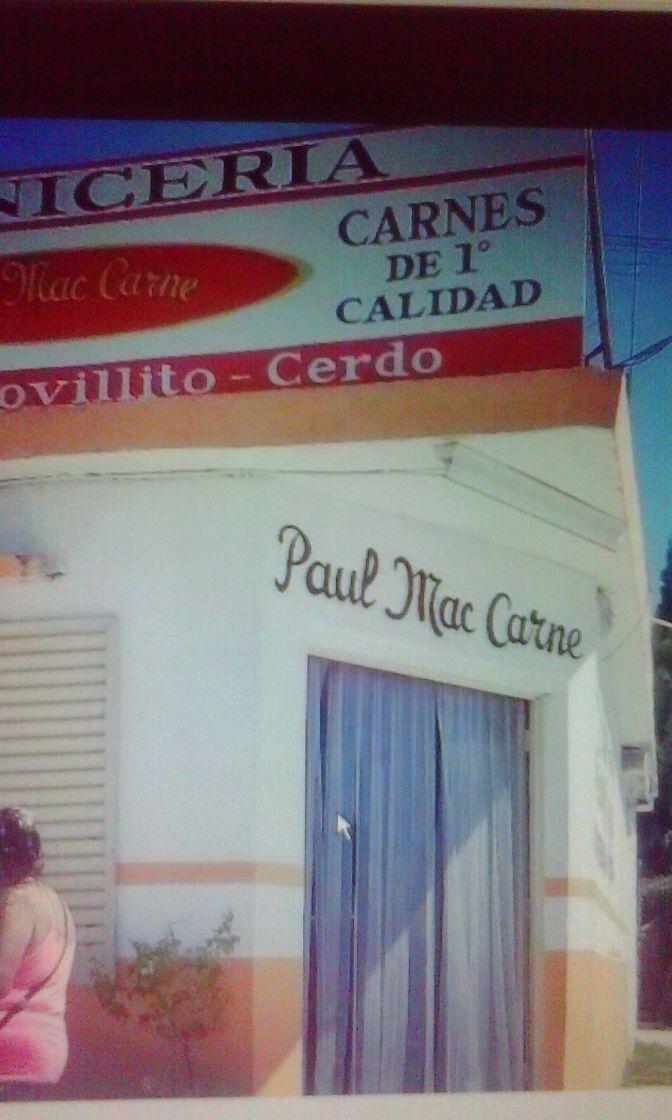 NICERIA
Mac Carne
CARNES
DE 1°
CALIDAD
ovillito - Cerdo
Paul Mac Carne